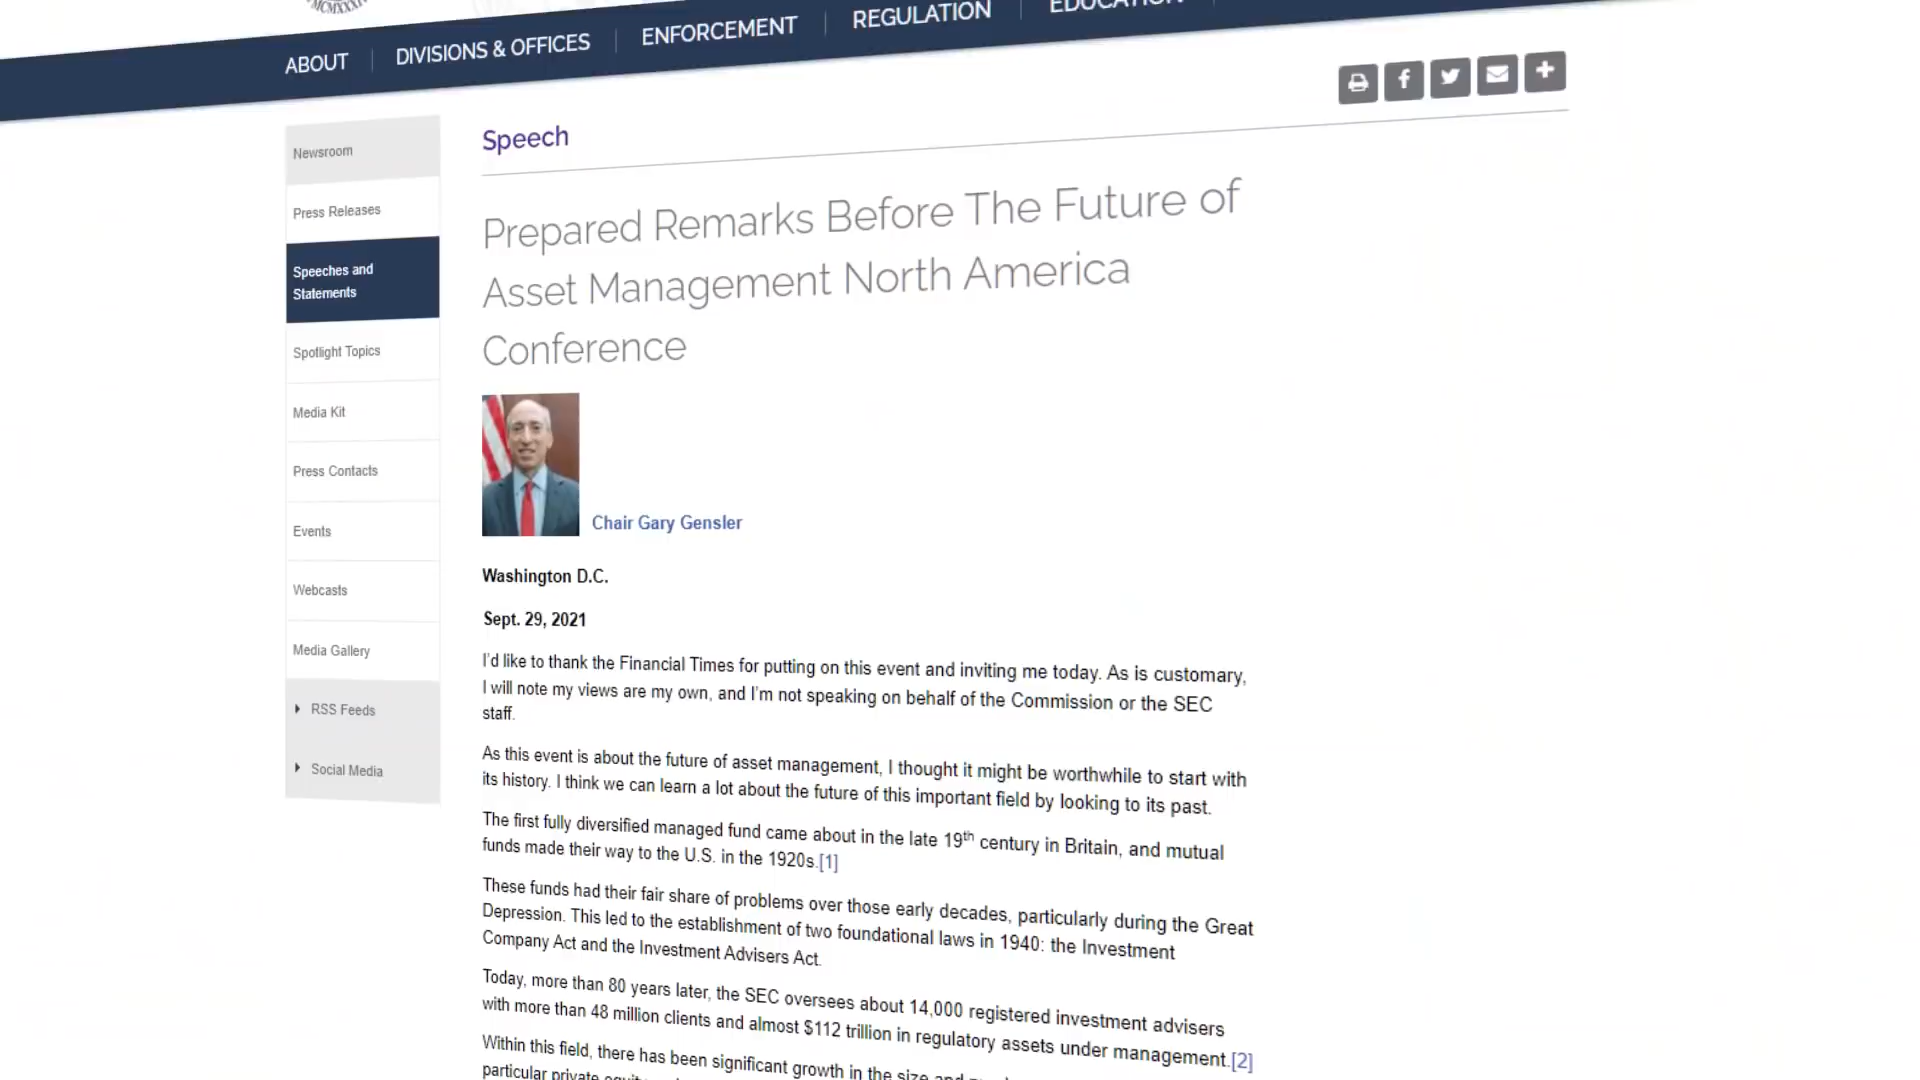 ABOUT
DIVISIONS & OFFICES
ENFORCEMENT
REGULATION
EDUCATION
Newsroom
Press Releases
Speeches and
Statements
Spotlight Topics
Media Kit
Press Contacts
Events
Webcasts
Media Gallery
RSS Feeds
Social Media
Speech
Prepared Remarks Before The Future of
Asset Management North America
Conference
Chair Gary Gensler
Washington D.C.
Sept. 29, 2021
I'd like to thank the Financial Times for putting on this event and inviting me today. As is customary,
I will note my views are my own, and I'm not speaking on behalf of the Commission or the SEC
staff.
As this event is about the future of asset management, I thought it might be worthwhile to start with
its history. I think we can learn a lot about the future of this important field by looking to its past.
The first fully diversified managed fund came about in the late 19th century in Britain, and mutual
funds made their way to the U.S. in the 1920s.[1]
These funds had their fair share of problems over those early decades, particularly during the Great
Depression. This led to the establishment of two foundational laws in 1940: the Investment
Company Act and the Investment Advisers Act.
Today, more than 80 years later, the SEC oversees about 14,000 registered investment advisers
with more than 48 million clients and almost $112 trillion in regulatory assets under management.[2]
Within this field, there has been significant growth in the size and
particular private